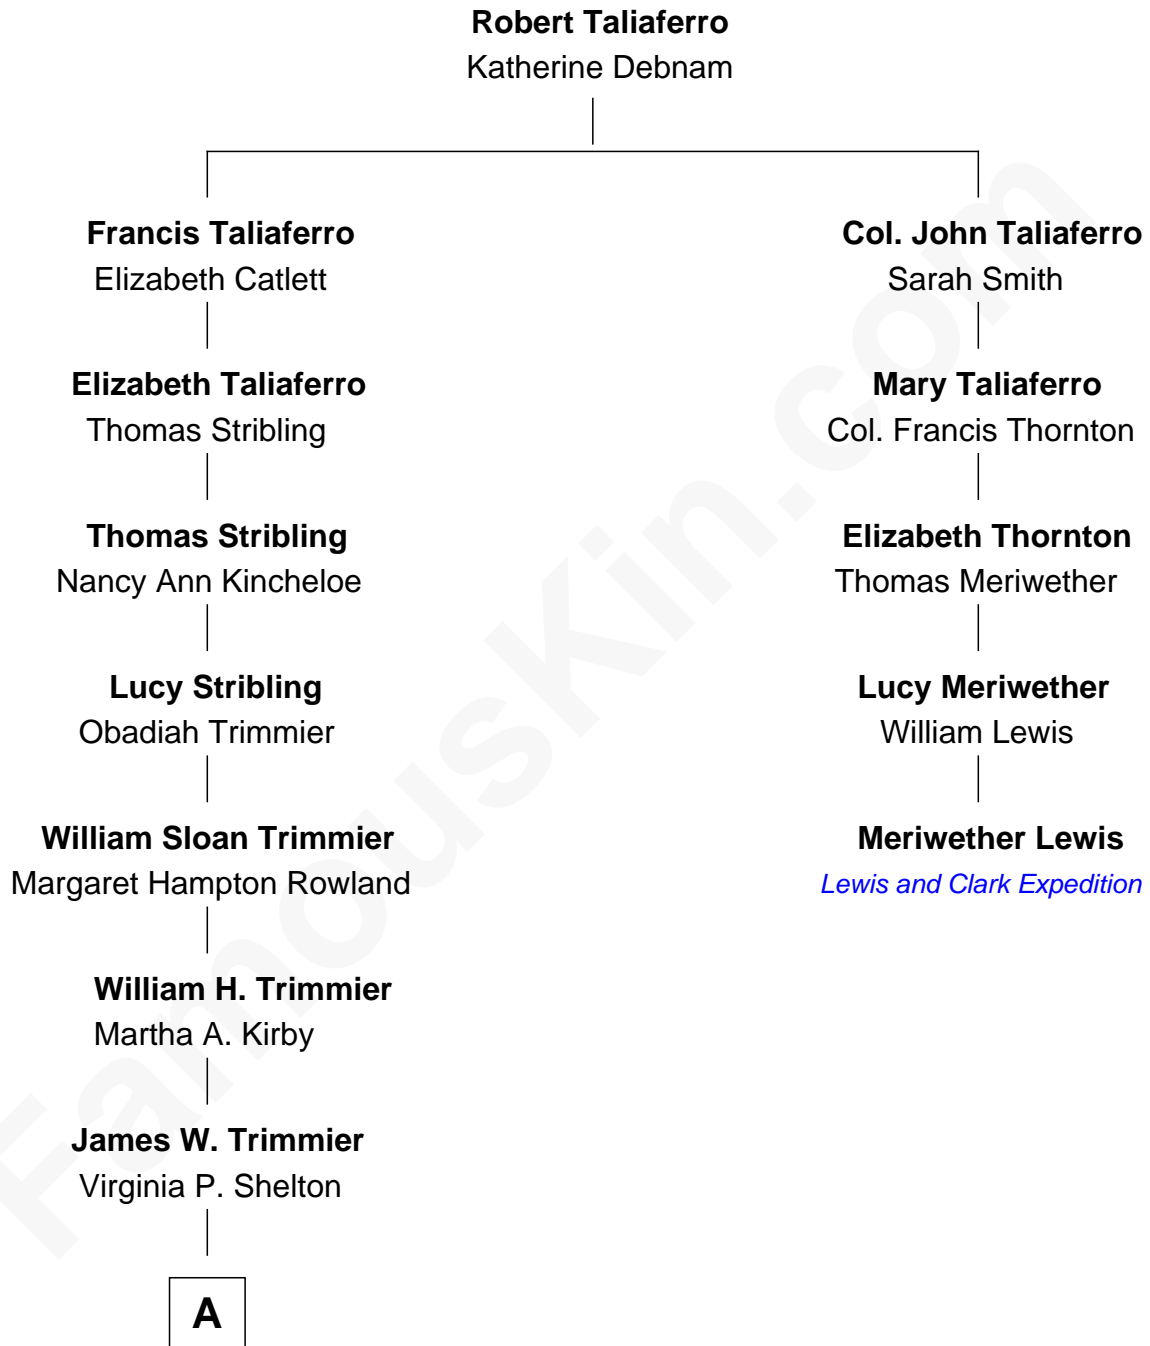 Robert Taliaferro
Katherine Debnam
Francis Taliaferro
Elizabeth Catlett
Col. John Taliaferro
Sarah Smith
Elizabeth Taliaferro
Thomas Stribling
Mary Taliaferro
Col. Francis Thornton
Thomas Stribling
Nancy Ann Kincheloe
Elizabeth Thornton
Thomas Meriwether
Lucy Stribling
Obadiah Trimmier
Lucy Meriwether
William Lewis
William Sloan Trimmier
Margaret Hampton Rowland
Meriwether Lewis
Lewis and Clark Expedition
William H. Trimmier
Martha A. Kirby
James W. Trimmier
Virginia P. Shelton
A
FamousKin.com